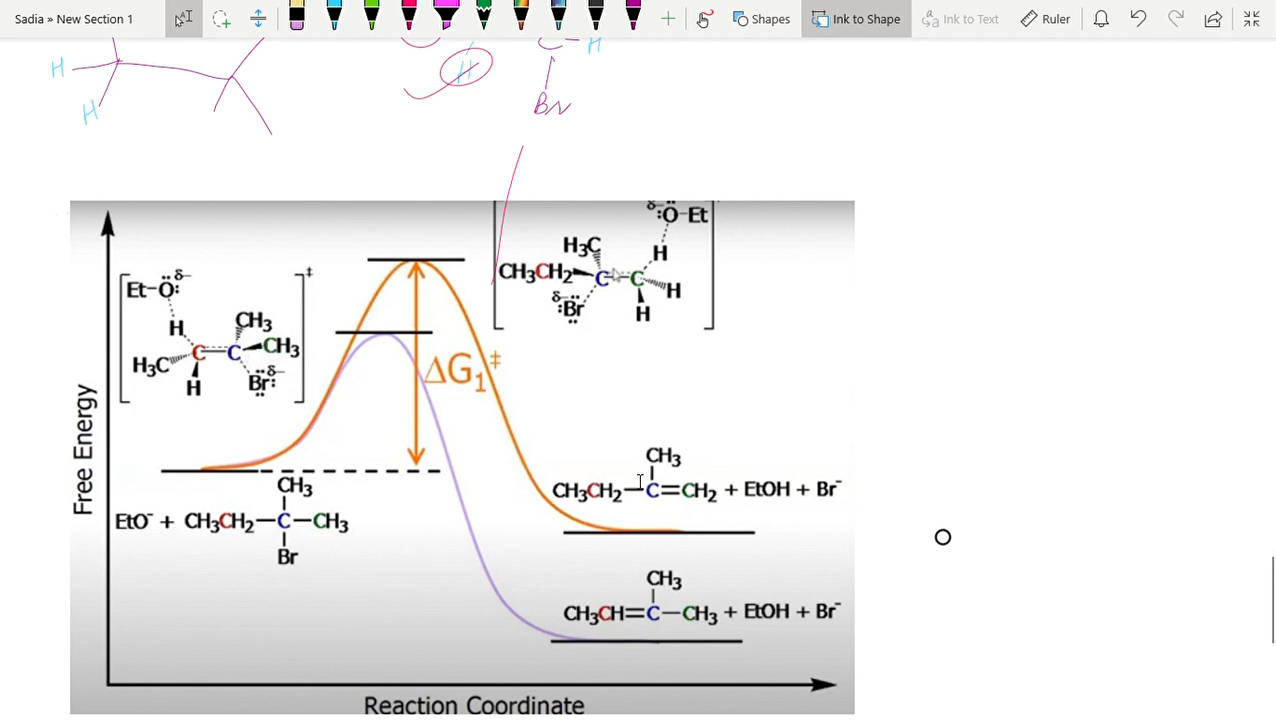 Sadia » New Section 1
Shapes
Ink to Shape
Ink to Text
Ruler
H
H
H
C – H
Br
Free Energy
Reaction Coordinate
Et–O: δ–
H
CH3
H3C C=C CH3
H
Br: δ–
‡
δ– :O–Et
H3C
H
CH3CH2 C=C
H
δ– :Br
H
ΔG1‡
CH3
EtO– + CH3CH2–C–CH3
Br
CH3
CH3CH2–C=CH2 + EtOH + Br–
CH3
CH3CH=C–CH3 + EtOH + Br–